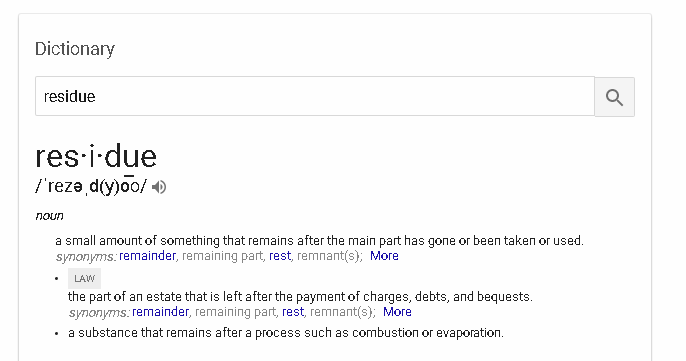 Dictionary
residue
res·i·due
/ˈrezəˌd(y)o͞o/
noun
a small amount of something that remains after the main part has gone or been taken or used.
synonyms: remainder, remaining part, rest, remnant(s); More
• LAW
the part of an estate that is left after the payment of charges, debts, and bequests.
synonyms: remainder, remaining part, rest, remnant(s); More
• a substance that remains after a process such as combustion or evaporation.